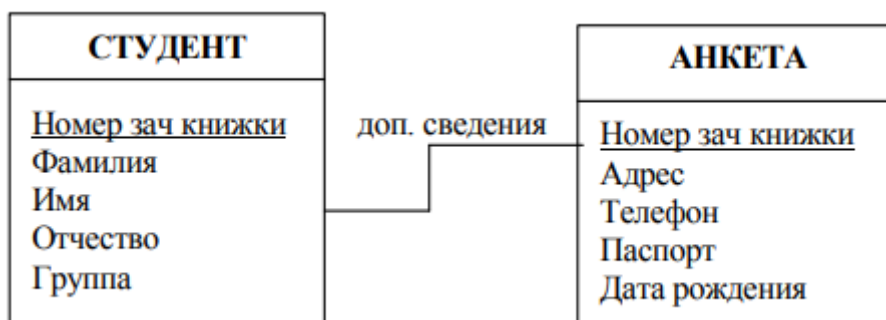 СТУДЕНТ
Номер зач книжки
Фамилия
Имя
Отчество
Группа
доп. сведения
АНКЕТА
Номер зач книжки
Адрес
Телефон
Паспорт
Дата рождения